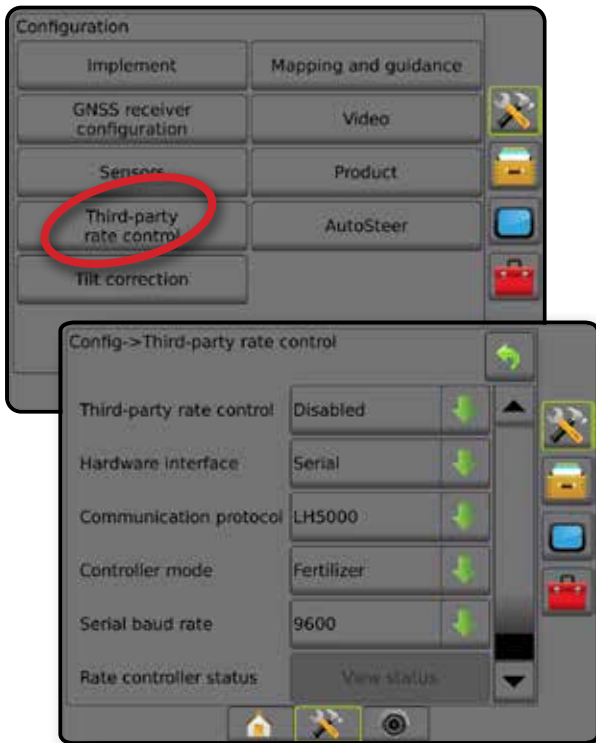 Configuration
Implement
Mapping and guidance
GNSS receiver
configuration
Video
Sensors
Product
Third-party
rate control
AutoSteer
Tilt correction
Config->Third-party rate control
Third-party rate control
Disabled
Hardware interface
Serial
Communication protocol
LH5000
Controller mode
Fertilizer
Serial baud rate
9600
Rate controller status
View status